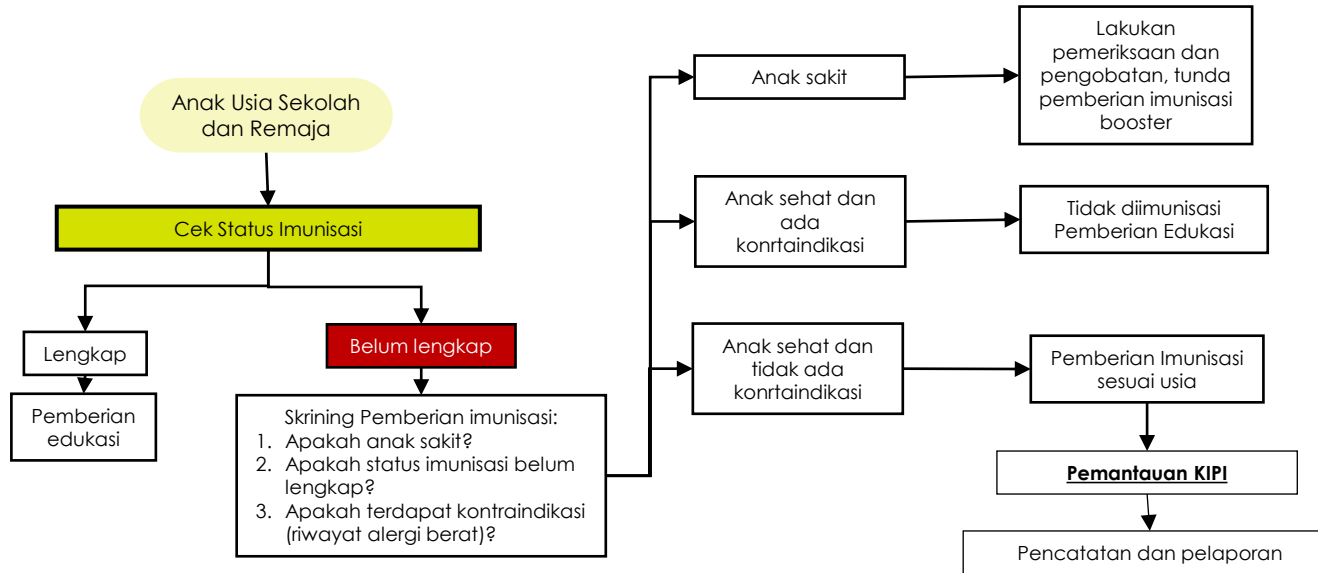 Anak Usia Sekolah
dan Remaja
Cek Status Imunisasi
Lengkap
Pemberian
edukasi
Belum lengkap
Skrining Pemberian imunisasi:
1. Apakah anak sakit?
2. Apakah status imunisasi belum
lengkap?
3. Apakah terdapat kontraindikasi
(riwayat alergi berat)?
Anak sakit
Lakukan
pemeriksaan dan
pengobatan, tunda
pemberian imunisasi
booster
Anak sehat dan
ada
konrtaindikasi
Tidak diimunisasi
Pemberian Edukasi
Anak sehat dan
tidak ada
konrtaindikasi
Pemberian Imunisasi
sesuai usia
Pemantauan KIPI
Pencatatan dan pelaporan